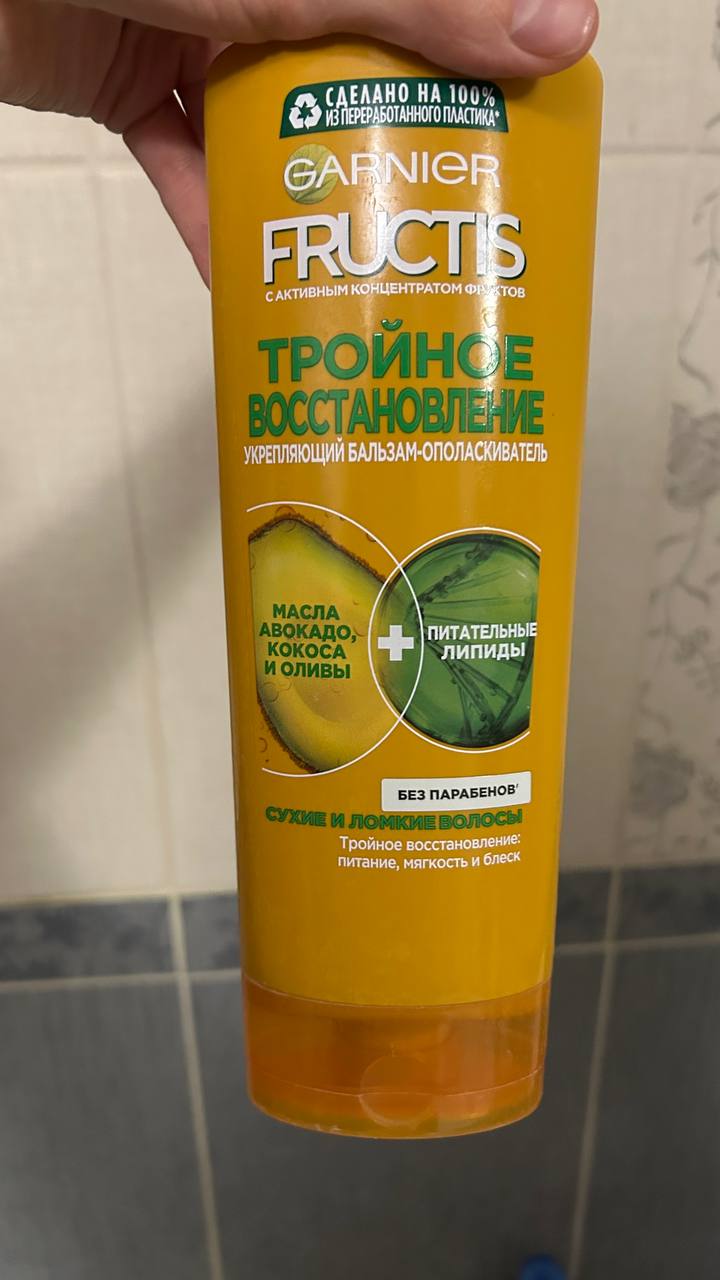 СДЕЛАНО НА 100%
ИЗ ПЕРЕРАБОТАННОГО ПЛАСТИКА*
GARNIER
FRUCTIS
С АКТИВНЫМ КОНЦЕНТРАТОМ ФРУКТОВ
ТРОЙНОЕ
ВОССТАНОВЛЕНИЕ
УКРЕПЛЯЮЩИЙ БАЛЬЗАМ-ОПОЛАСКИВАТЕЛЬ
МАСЛА
АВОКАДО,
КОКОСА
И ОЛИВЫ
+
ПИТАТЕЛЬНЫЕ
ЛИПИДЫ
БЕЗ ПАРАБЕНОВ
СУХИЕ И ЛОМКИЕ ВОЛОСЫ
Тройное восстановление:
питание, мягкость и блеск